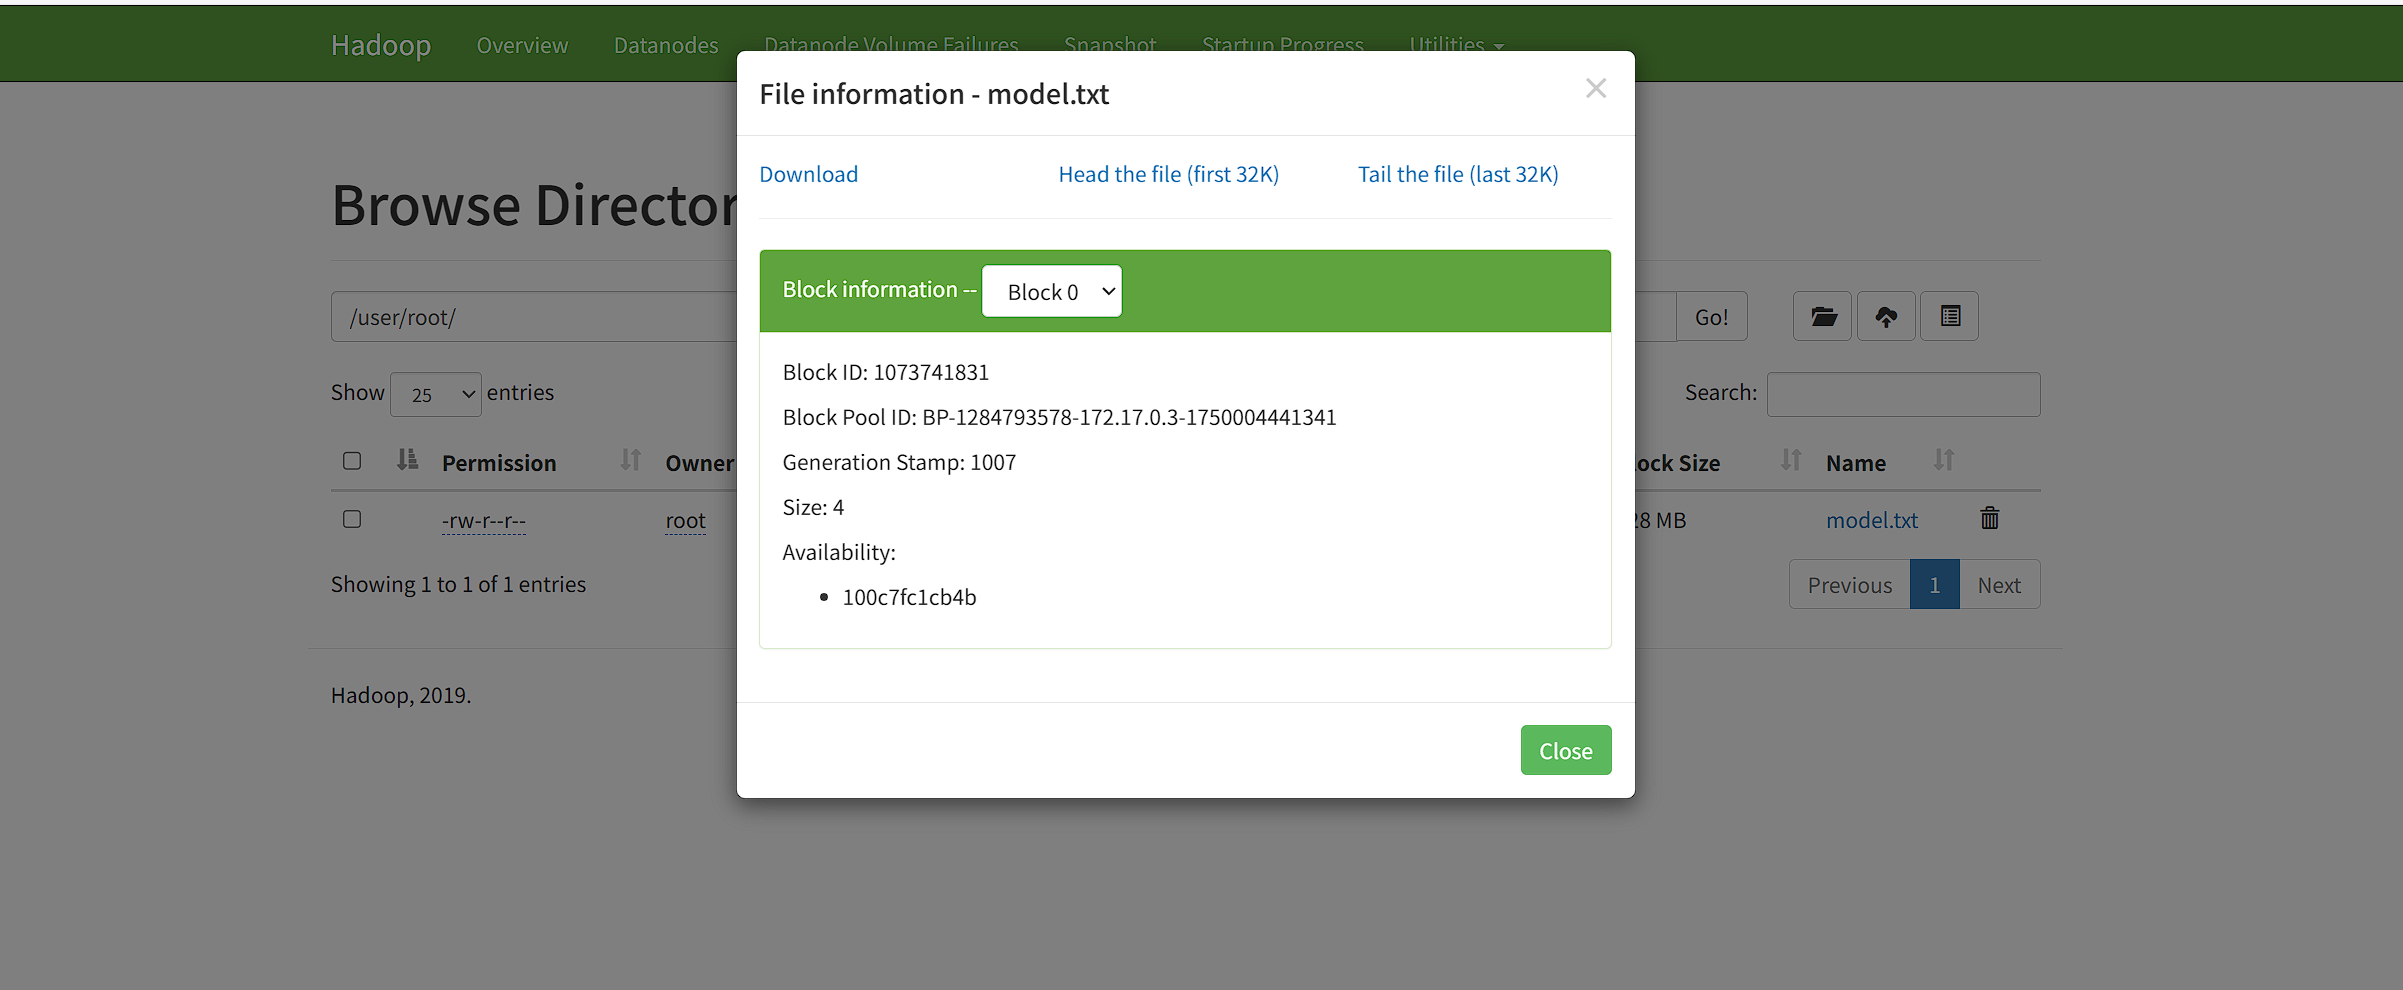 Hadoop Overview Datanodes Datanode Volume Failures Snapshot Startup Progress Utilities
File information - model.txt
×
Download Head the file (first 32K) Tail the file (last 32K)
Browse Director
Block information -- Block 0
/user/root/
Go!
Block ID: 1073741831
Show 25 entries
Search:
Block Pool ID: BP-1284793578-172.17.0.3-1750004441341
Permission Owner ock Size Name
Generation Stamp: 1007
Size: 4
-rw-r--r-- root 28 MB model.txt
Availability:
100c7fc1cb4b
Showing 1 to 1 of 1 entries
Previous 1 Next
Hadoop, 2019.
Close